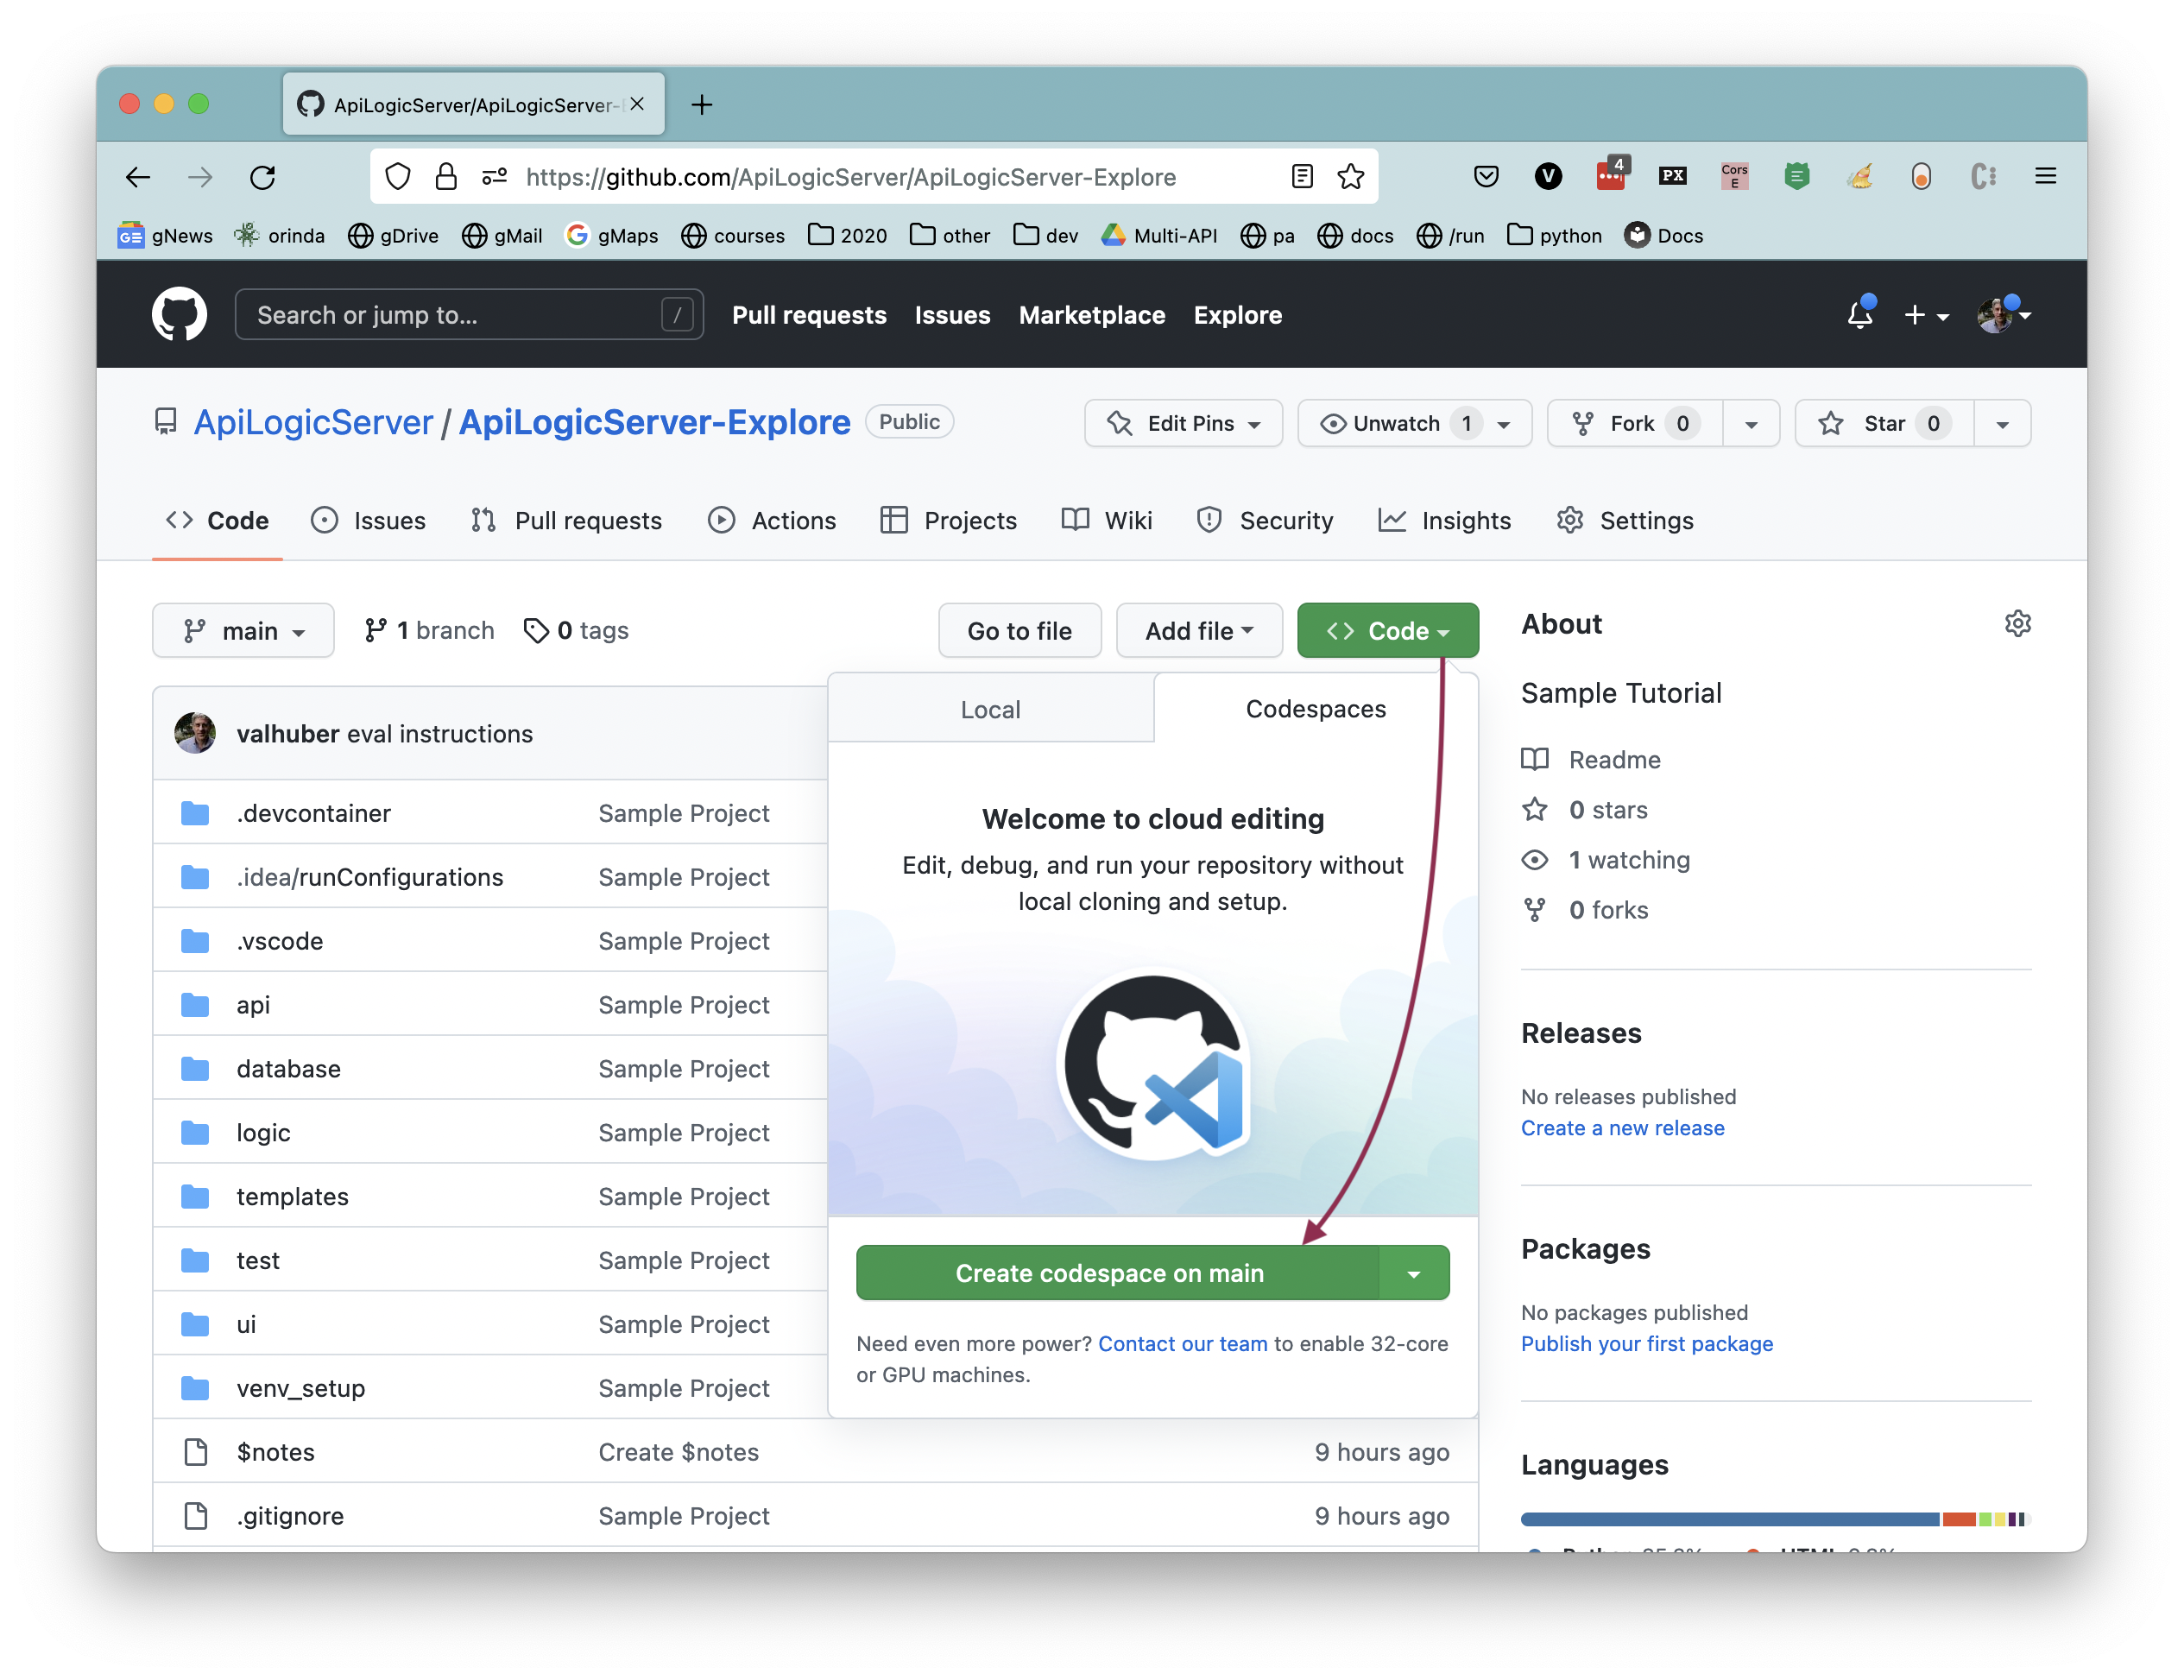 ApiLogicServer/ApiLogicServer-
https://github.com/ApiLogicServer/ApiLogicServer-Explore
4
V
PX
Cors
E
gNews
orinda
gDrive
gMail
gMaps
courses
2020
other
dev
Multi-API
pa
docs
/run
python
Docs
Search or jump to...
/
Pull requests
Issues
Marketplace
Explore
ApiLogicServer / ApiLogicServer-Explore
Public
Edit Pins
Unwatch 1
Fork 0
Star 0
Code
Issues
Pull requests
Actions
Projects
Wiki
Security
Insights
Settings
main
1 branch
0 tags
Go to file
Add file
Code
Local
Codespaces
Welcome to cloud editing
Edit, debug, and run your repository without
local cloning and setup.
Create codespace on main
Need even more power? Contact our team to enable 32-core
or GPU machines.
valhuber eval instructions
.devcontainer Sample Project
.idea/runConfigurations Sample Project
.vscode Sample Project
api Sample Project
database Sample Project
logic Sample Project
templates Sample Project
test Sample Project
ui Sample Project
venv_setup Sample Project
$notes Create $notes 9 hours ago
.gitignore Sample Project 9 hours ago
About
Sample Tutorial
Readme
0 stars
1 watching
0 forks
Releases
No releases published
Create a new release
Packages
No packages published
Publish your first package
Languages